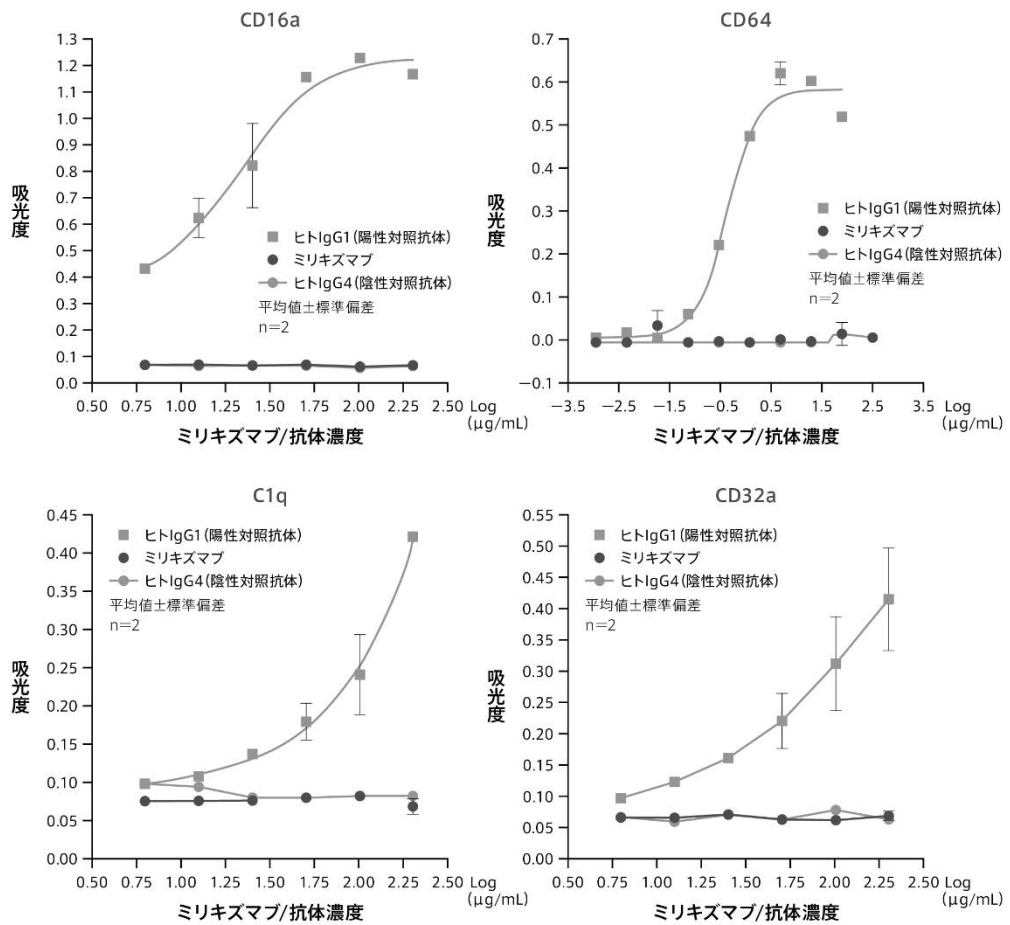 CD16a
1.3
1.2
1.1
1.0
0.9
0.8
0.7
0.6
0.5
0.4
0.3
0.2
0.1
0.0
吸光度
ヒトIgG1(陽性対照抗体)
ミリキズマブ
ヒトIgG4(陰性対照抗体)
平均値±標準偏差
n=2
0.50 0.75 1.00 1.25 1.50 1.75 2.00 2.25 2.50 Log
(μg/mL)
ミリキズマブ/抗体濃度
CD64
0.7
0.6
0.5
0.4
0.3
0.2
0.1
0.0
−0.1
吸光度
ヒトIgG1(陽性対照抗体)
ミリキズマブ
ヒトIgG4(陰性対照抗体)
平均値±標準偏差
n=2
−3.5 −2.5 −1.5 −0.5 0.5 1.5 2.5 3.5 Log
(μg/mL)
ミリキズマブ/抗体濃度
C1q
0.45
0.40
0.35
0.30
0.25
0.20
0.15
0.10
0.05
0.00
吸光度
ヒトIgG1(陽性対照抗体)
ミリキズマブ
ヒトIgG4(陰性対照抗体)
平均値±標準偏差
n=2
0.50 0.75 1.00 1.25 1.50 1.75 2.00 2.25 2.50 Log
(μg/mL)
ミリキズマブ/抗体濃度
CD32a
0.55
0.50
0.45
0.40
0.35
0.30
0.25
0.20
0.15
0.10
0.05
0.00
吸光度
ヒトIgG1(陽性対照抗体)
ミリキズマブ
ヒトIgG4(陰性対照抗体)
平均値±標準偏差
n=2
0.50 0.75 1.00 1.25 1.50 1.75 2.00 2.25 2.50 Log
(μg/mL)
ミリキズマブ/抗体濃度